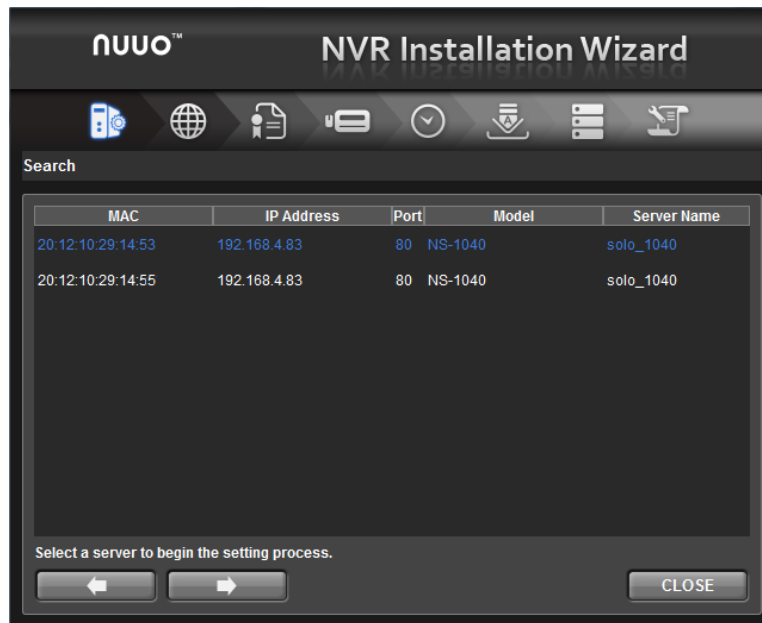 nuuo™ NVR Installation Wizard
Search
MAC IP Address Port Model Server Name
20:12:10:29:14:53 192.168.4.83 80 NS-1040 solo_1040
20:12:10:29:14:55 192.168.4.83 80 NS-1040 solo_1040
Select a server to begin the setting process.
CLOSE